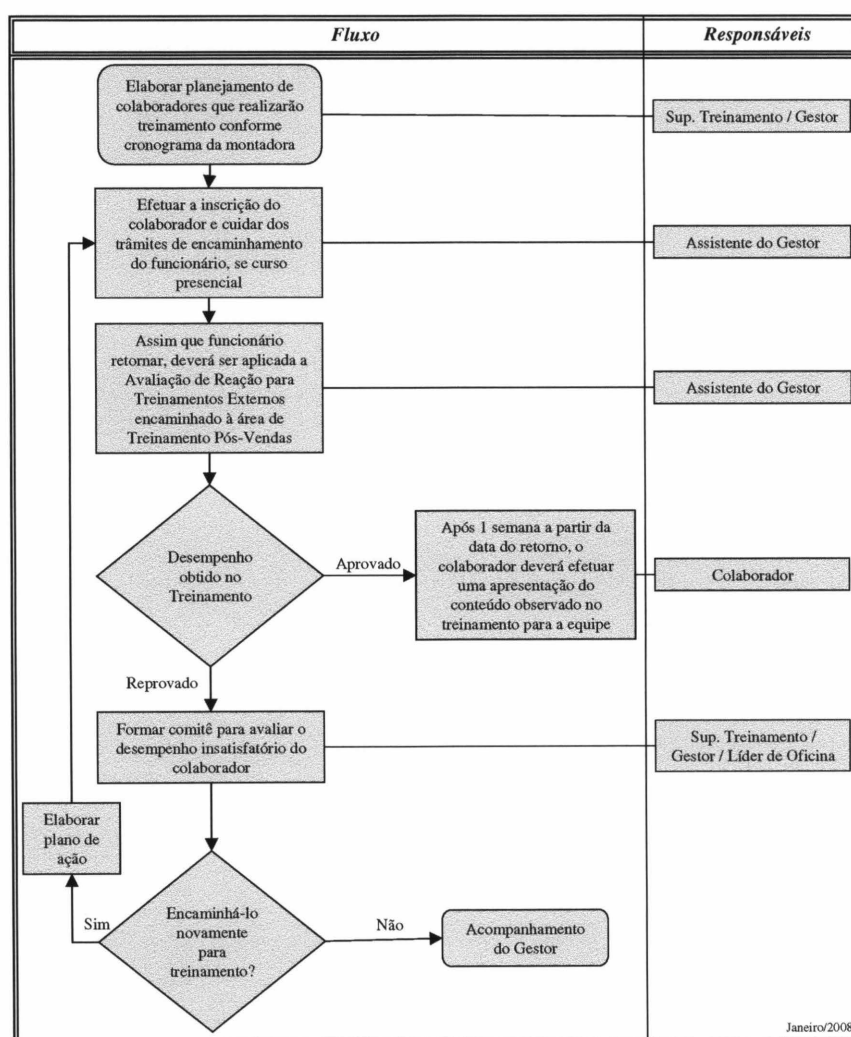 Fluxo
Responsáveis
Elaborar planejamento de
colaboradores que realizarão
treinamento conforme
cronograma da montadora
Sup. Treinamento / Gestor
Efetuar a inscrição do
colaborador e cuidar dos
trâmites de encaminhamento
do funcionário, se curso
presencial
Assistente do Gestor
Assim que funcionário
retornar, deverá ser aplicada a
Avaliação de Reação para
Treinamentos Externos
encaminhado à área de
Treinamento Pós-Vendas
Assistente do Gestor
Desempenho
obtido no
Treinamento
Aprovado
Após 1 semana a partir da
data do retorno, o
colaborador deverá efetuar
uma apresentação do
conteúdo observado no
treinamento para a equipe
Colaborador
Reprovado
Formar comitê para avaliar o
desempenho insatisfatório do
colaborador
Sup. Treinamento /
Gestor / Líder de Oficina
Elaborar
plano de
ação
Sim
Encaminhá-lo
novamente
para
treinamento?
Não
Acompanhamento
do Gestor
Janeiro/2008